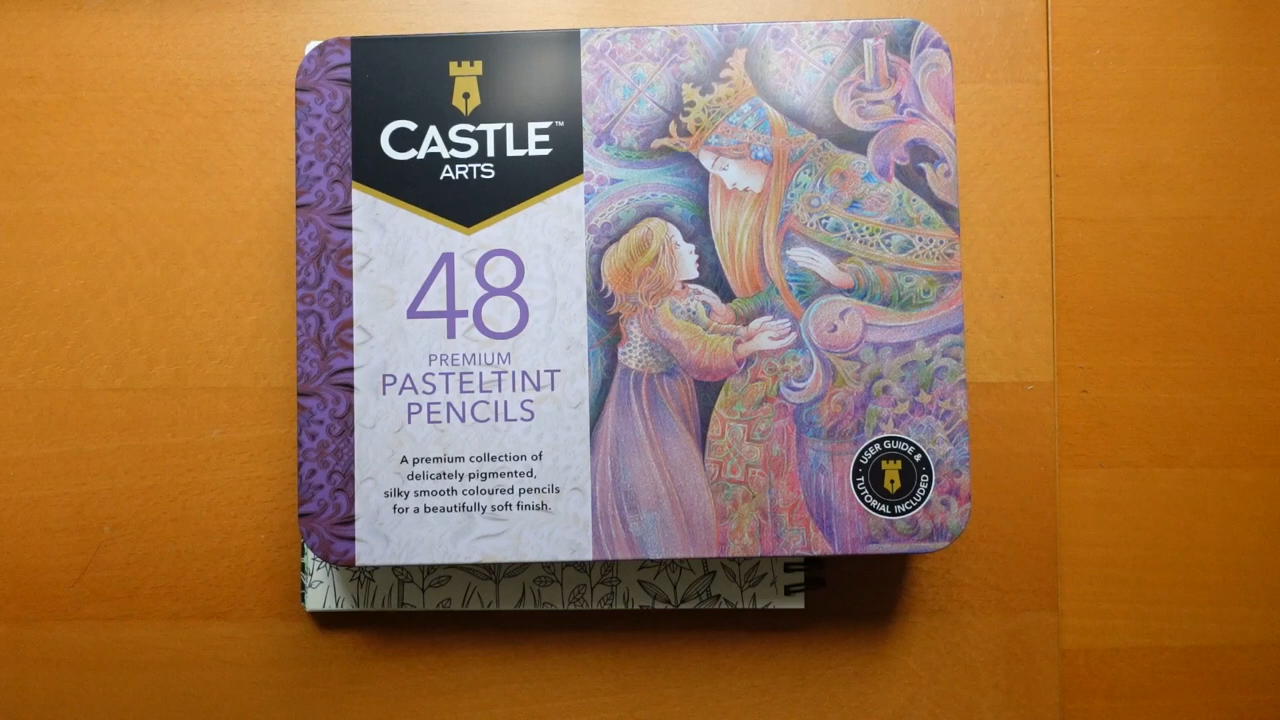 CASTLE™
ARTS
48
PREMIUM
PASTELTINT
PENCILS
A premium collection of
delicately pigmented,
silky smooth coloured pencils
for a beautifully soft finish.
USER GUIDE &
TUTORIAL INCLUDED